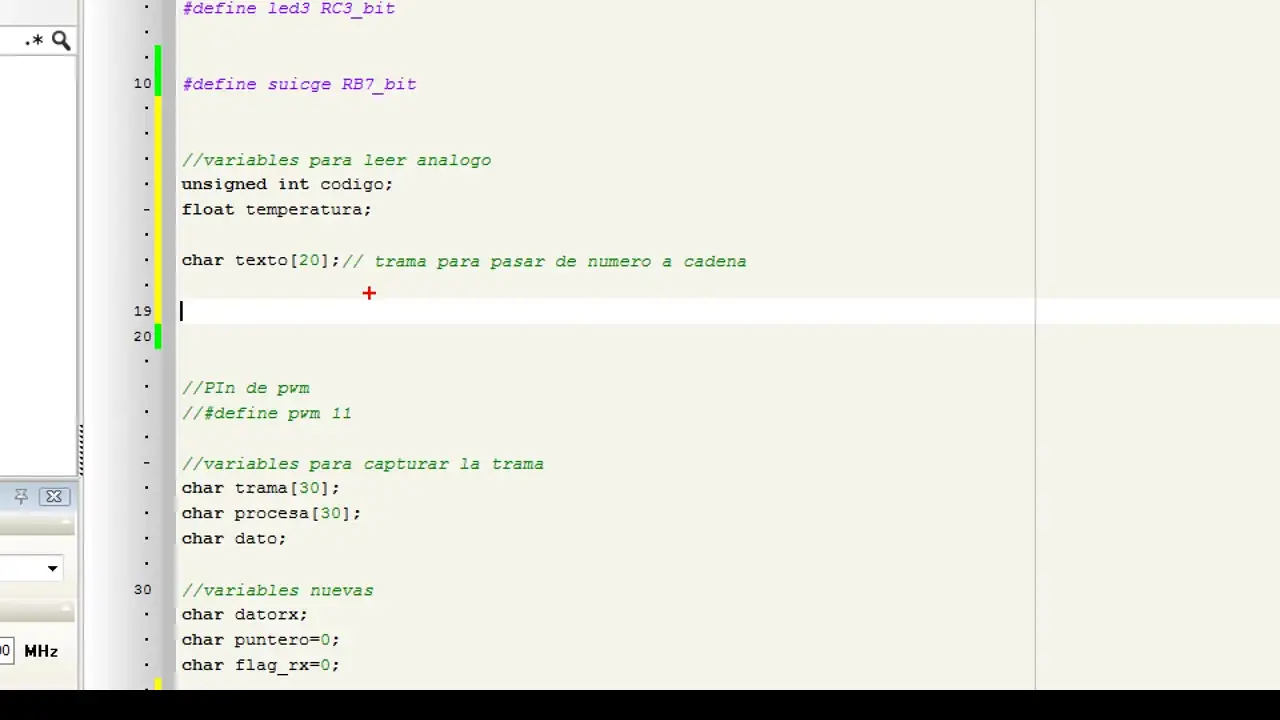 #define led3 RC3_bit
.*
10 #define suicge RB7_bit
//variables para leer analogo
unsigned int codigo;
float temperatura;
char texto[20];// trama para pasar de numero a cadena
19
20
//PIn de pwm
//#define pwm 11
//variables para capturar la trama
char trama[30];
char procesa[30];
char dato;
30 //variables nuevas
char datorx;
char puntero=0;
00 MHz
char flag_rx=0;